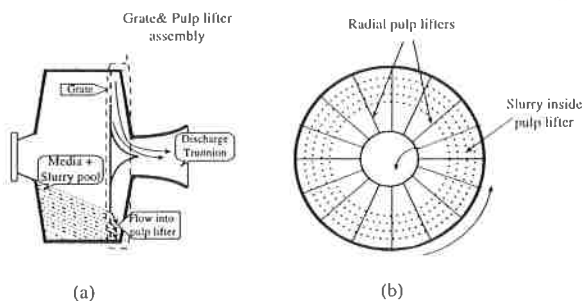 Grate& Pulp lifter
assembly
Grate
Media +
Slurry pool
Discharge
Trunnion
Flow into
pulp lifter
(a)
Radial pulp lifters
Slurry inside
pulp lifter
(b)